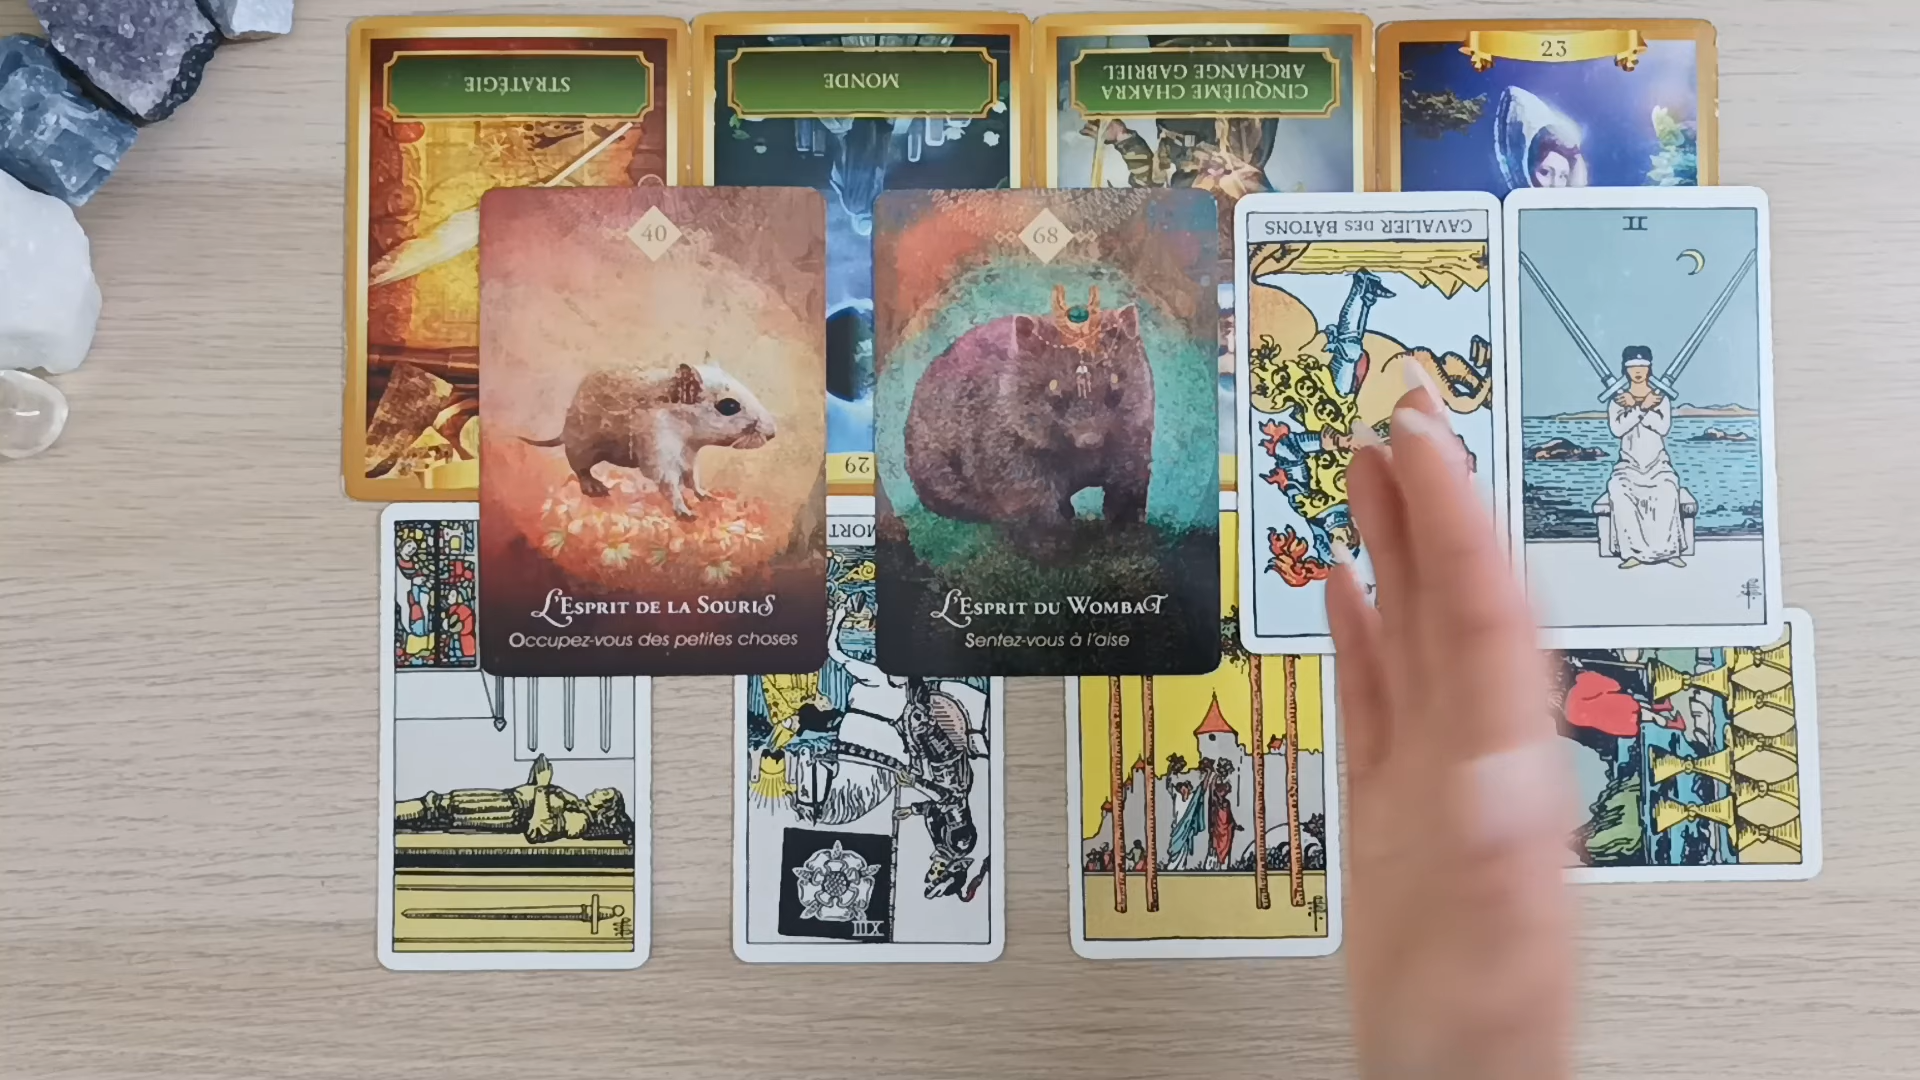 STRATÉGIE
MONDE
CINQUIÈME CHAKRA
ARCHANGE GABRIEL
23
40
68
CAVALIER DES BÂTONS
II
29
MORT
L'ESPRIT DE LA SOURIS
Occupez-vous des petites choses
L'ESPRIT DU WOMBAT
Sentez-vous à l'aise
XIII